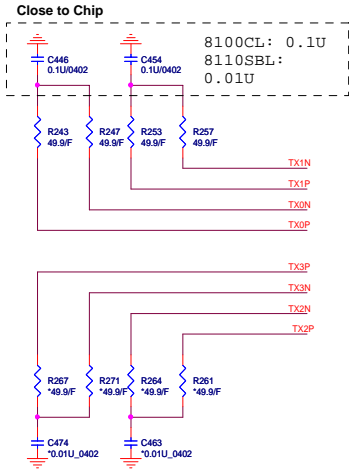 Close to Chip
C446
0.1U/0402
C454
0.1U/0402
8100CL: 0.1U
8110SBL:
0.01U
R243
49.9/F
R247
49.9/F
R253
49.9/F
R257
49.9/F
TX1N
TX1P
TX0N
TX0P
TX3P
TX3N
TX2N
TX2P
R267
*49.9/F
R271
*49.9/F
R264
*49.9/F
R261
*49.9/F
C474
*0.01U_0402
C463
*0.01U_0402